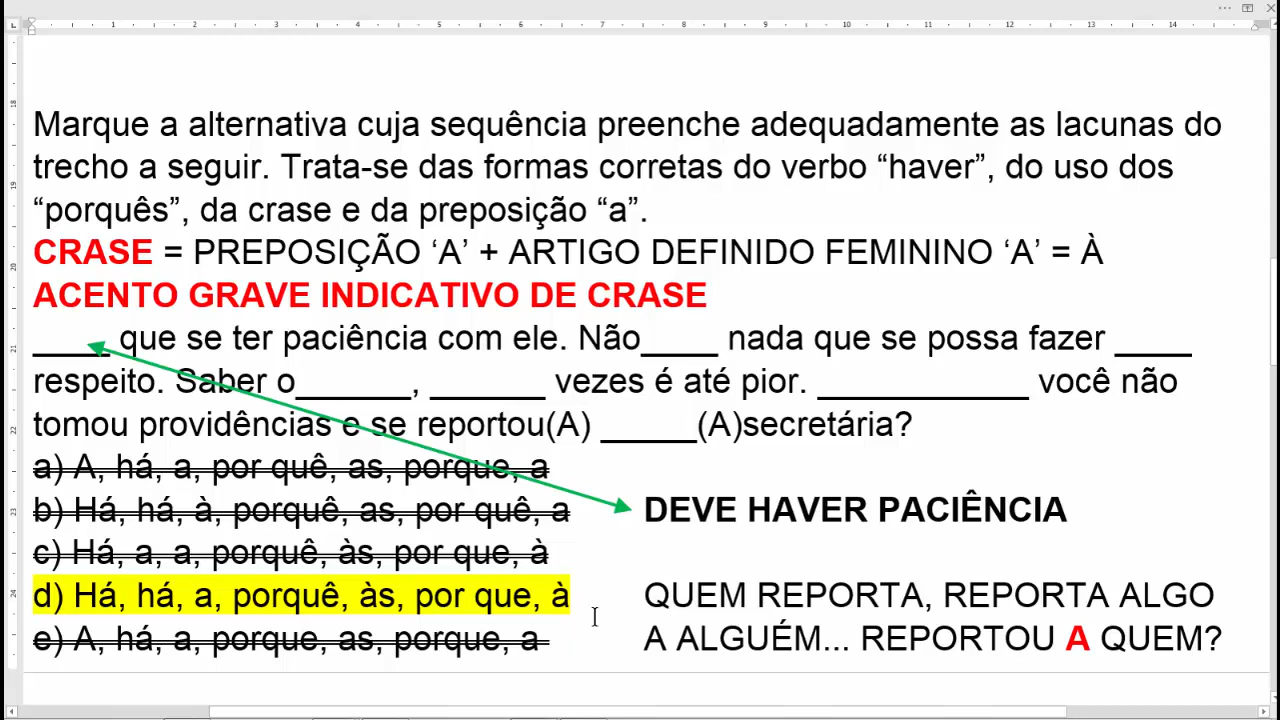 Marque a alternativa cuja sequência preenche adequadamente as lacunas do
trecho a seguir. Trata-se das formas corretas do verbo “haver”, do uso dos
“porquês”, da crase e da preposição “a”.
CRASE = PREPOSIÇÃO ‘A’ + ARTIGO DEFINIDO FEMININO ‘A’ = À
ACENTO GRAVE INDICATIVO DE CRASE
____ que se ter paciência com ele. Não____ nada que se possa fazer ____
respeito. Saber o______, ______ vezes é até pior. ___________ você não
tomou providências e se reportou(A) _____(A)secretária?
a) A, há, a, por quê, as, porque, a
b) Há, há, à, porquê, as, por quê, a
DEVE HAVER PACIÊNCIA
c) Há, a, a, porquê, às, por que, à
d) Há, há, a, porquê, às, por que, à
QUEM REPORTA, REPORTA ALGO
e) A, há, a, porque, as, porque, a
A ALGUÉM... REPORTOU A QUEM?